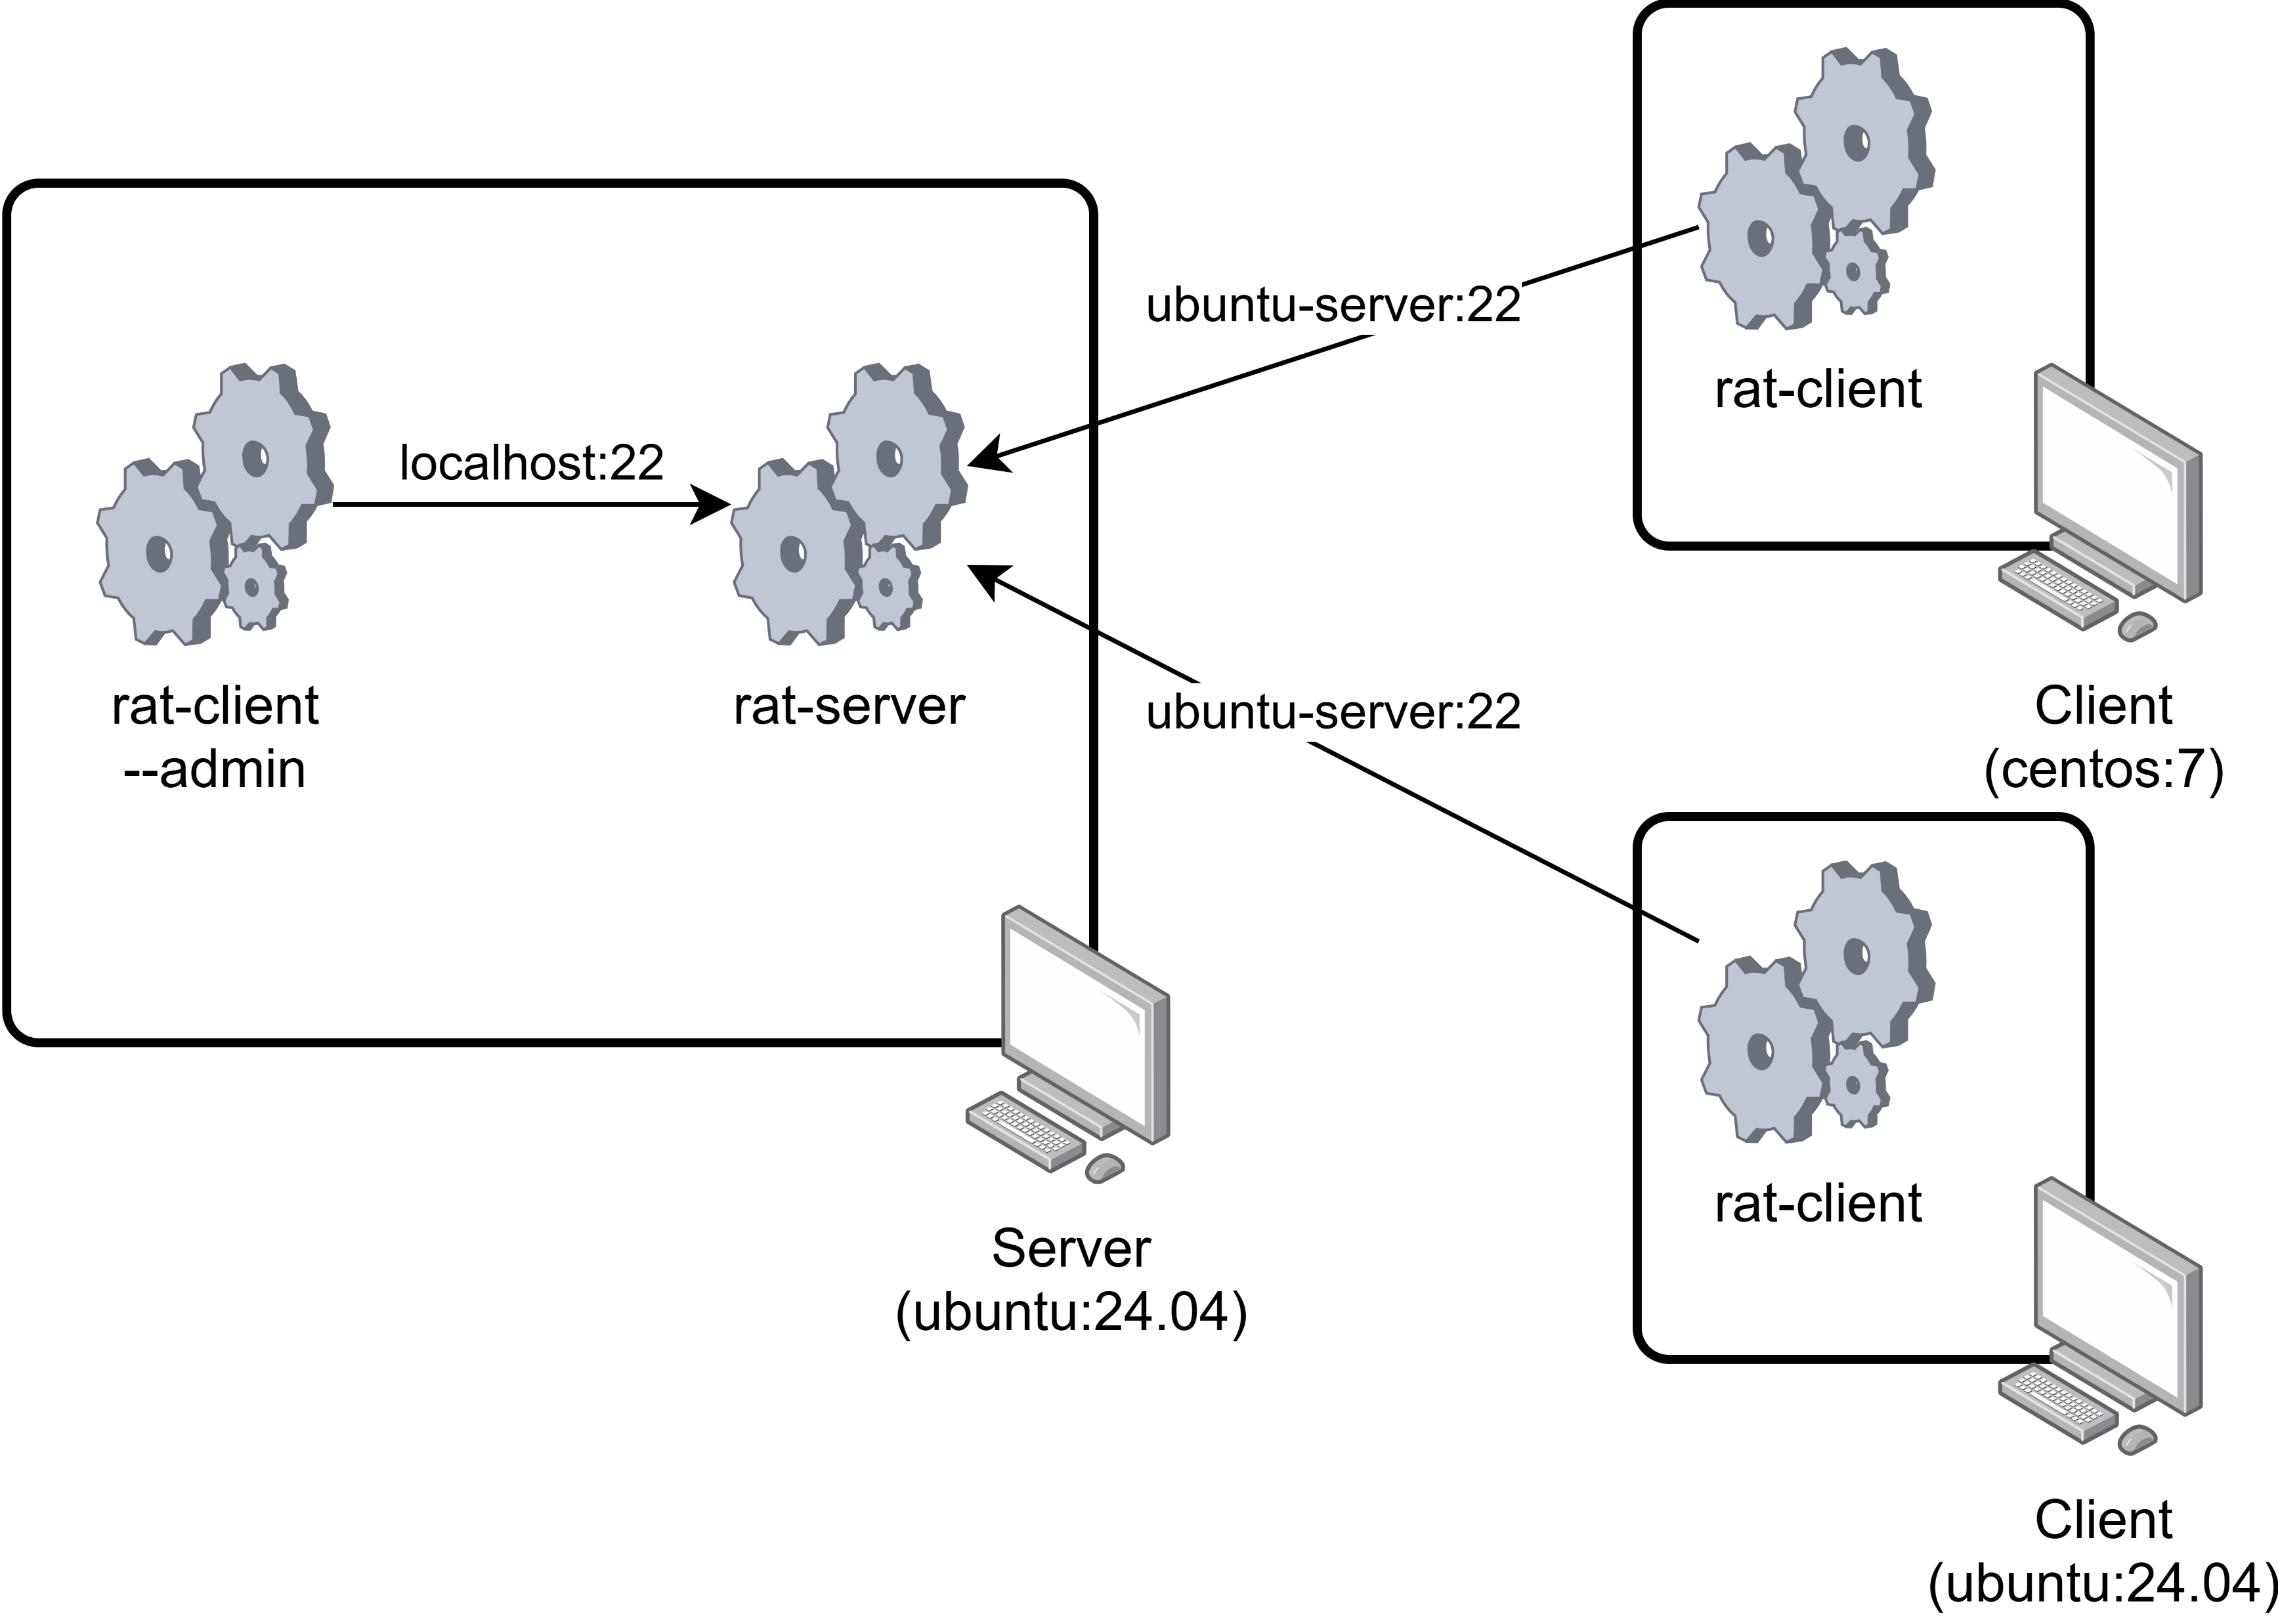 ubuntu-server:22
rat-client
localhost:22
rat-client
--admin
rat-server
ubuntu-server:22
Client
(centos:7)
rat-client
Server
(ubuntu:24.04)
Client
(ubuntu:24.04)